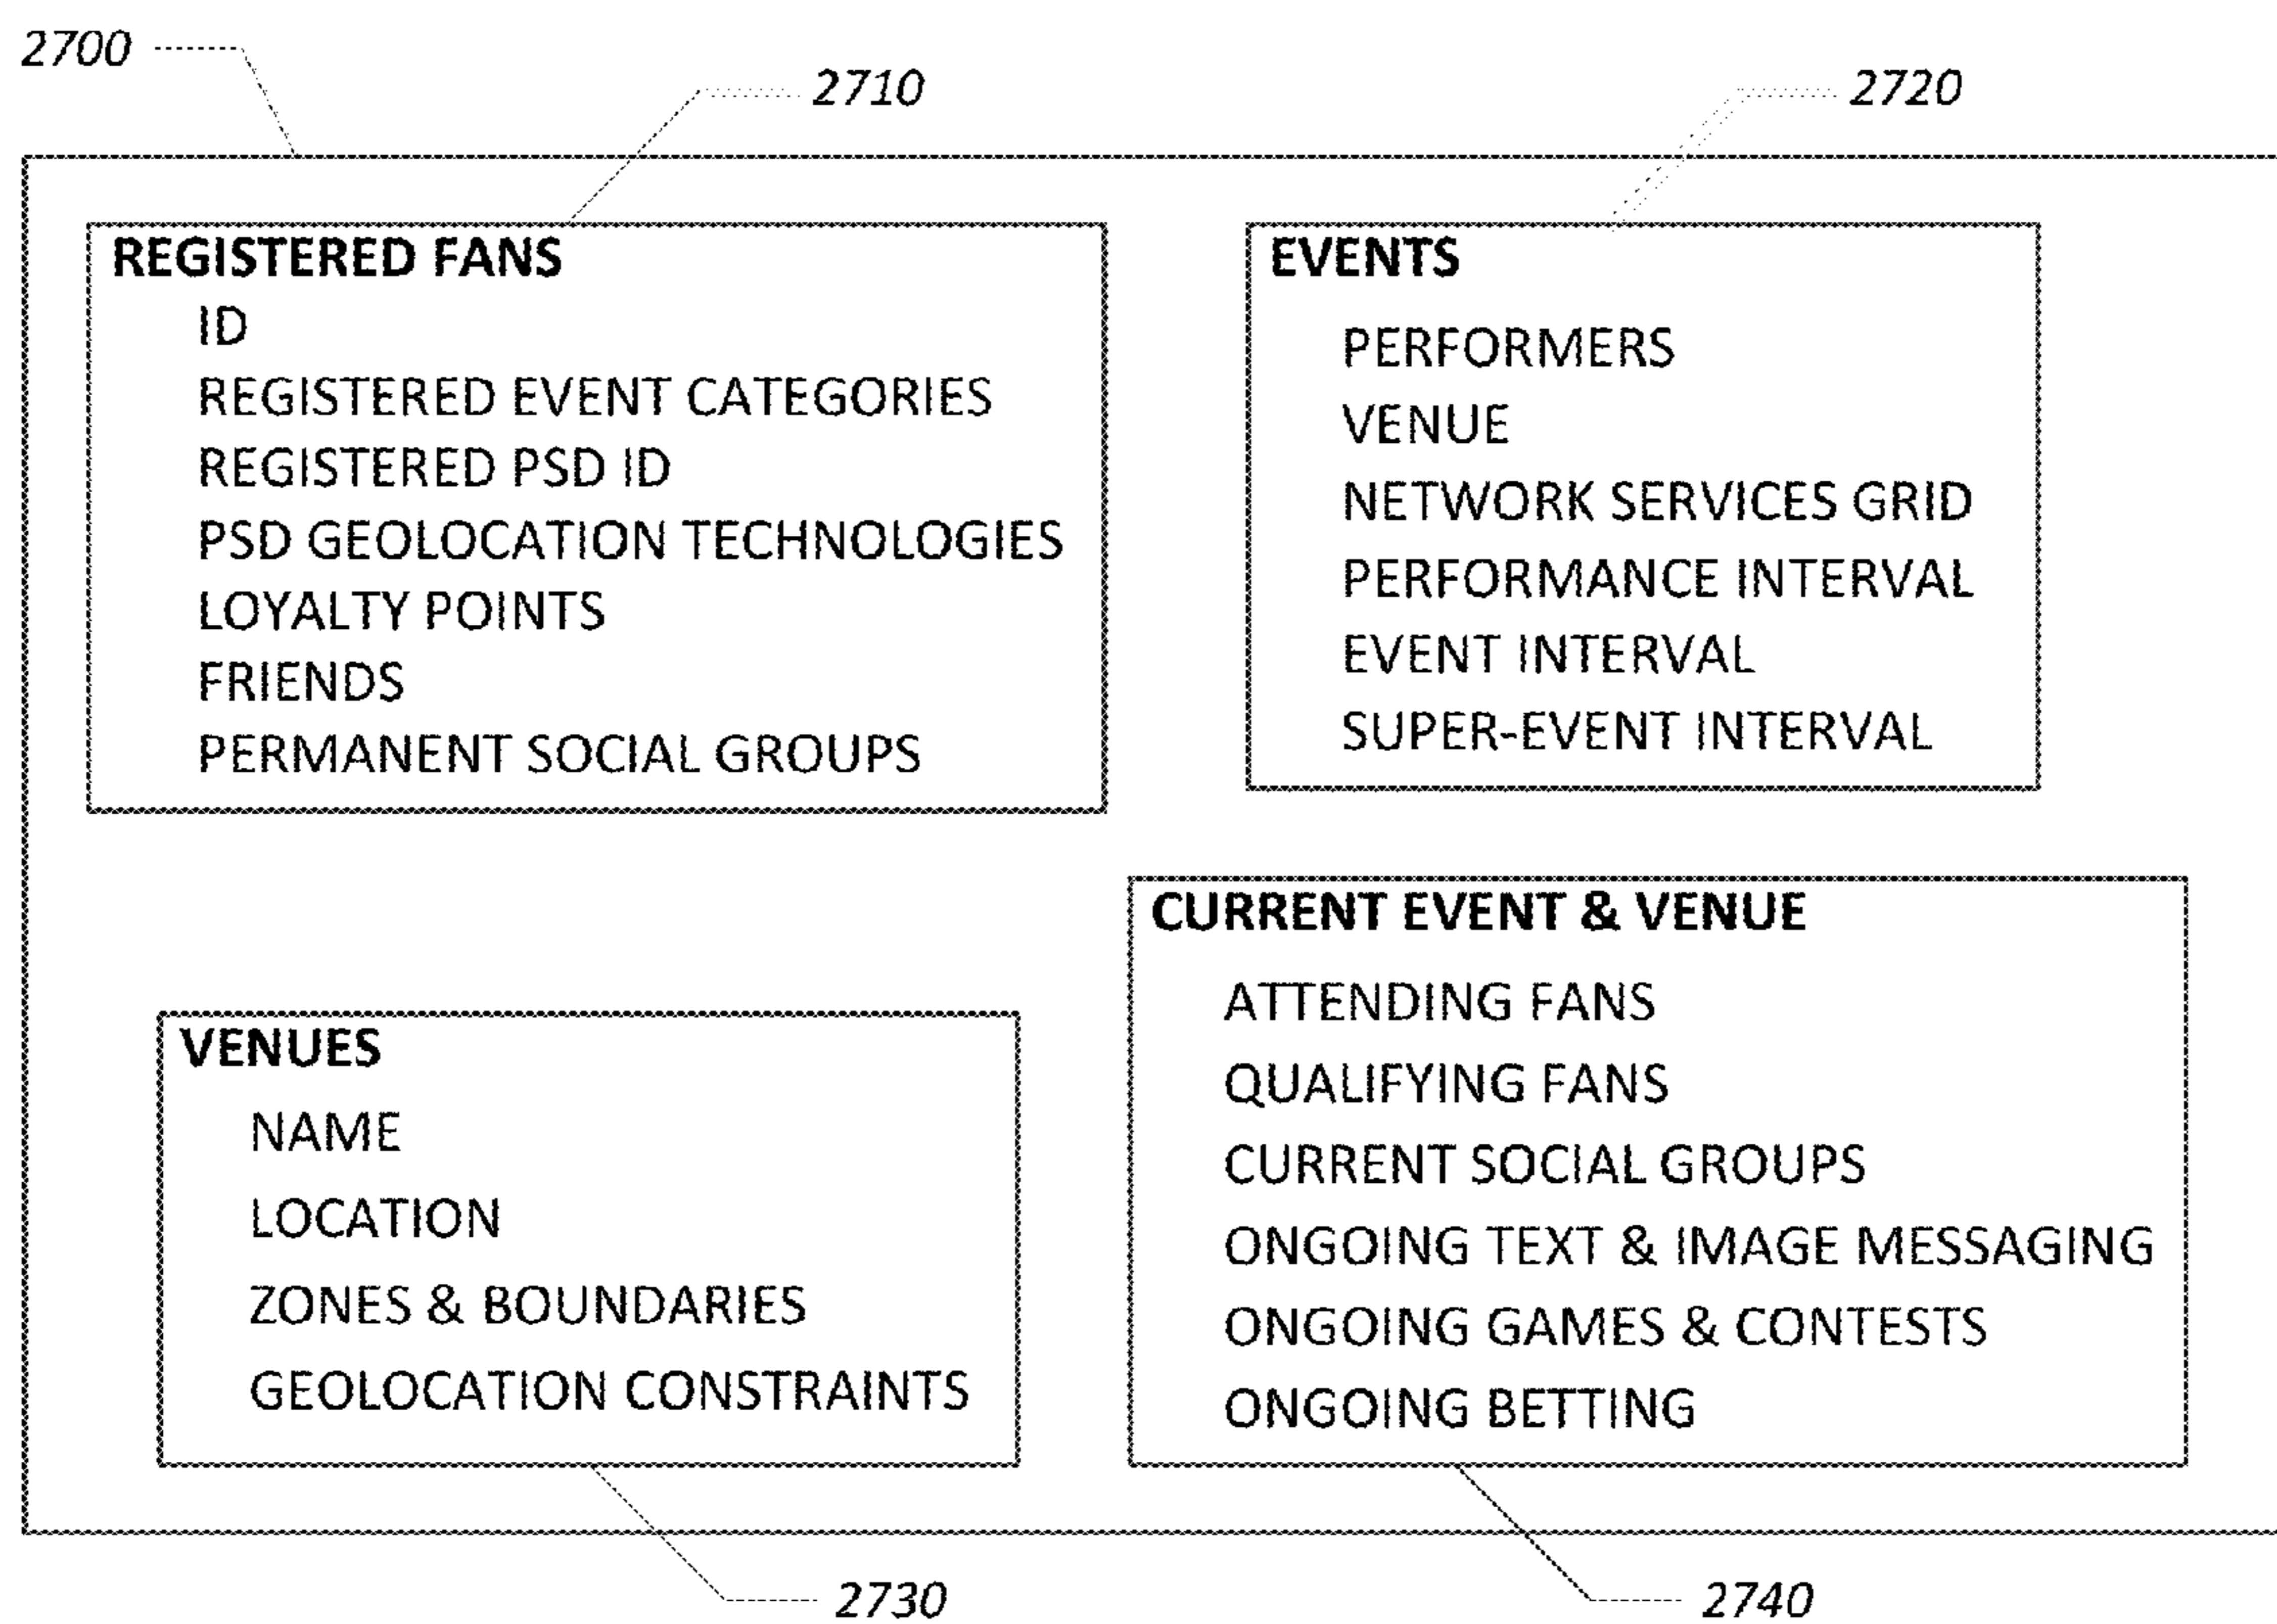 2700
2710
2720
REGISTERED FANS
ID
REGISTERED EVENT CATEGORIES
REGISTERED PSD ID
PSD GEOLOCATION TECHNOLOGIES
LOYALTY POINTS
FRIENDS
PERMANENT SOCIAL GROUPS
EVENTS
PERFORMERS
VENUE
NETWORK SERVICES GRID
PERFORMANCE INTERVAL
EVENT INTERVAL
SUPER-EVENT INTERVAL
VENUES
NAME
LOCATION
ZONES & BOUNDARIES
GEOLOCATION CONSTRAINTS
CURRENT EVENT & VENUE
ATTENDING FANS
QUALIFYING FANS
CURRENT SOCIAL GROUPS
ONGOING TEXT & IMAGE MESSAGING
ONGOING GAMES & CONTESTS
ONGOING BETTING
2730
2740